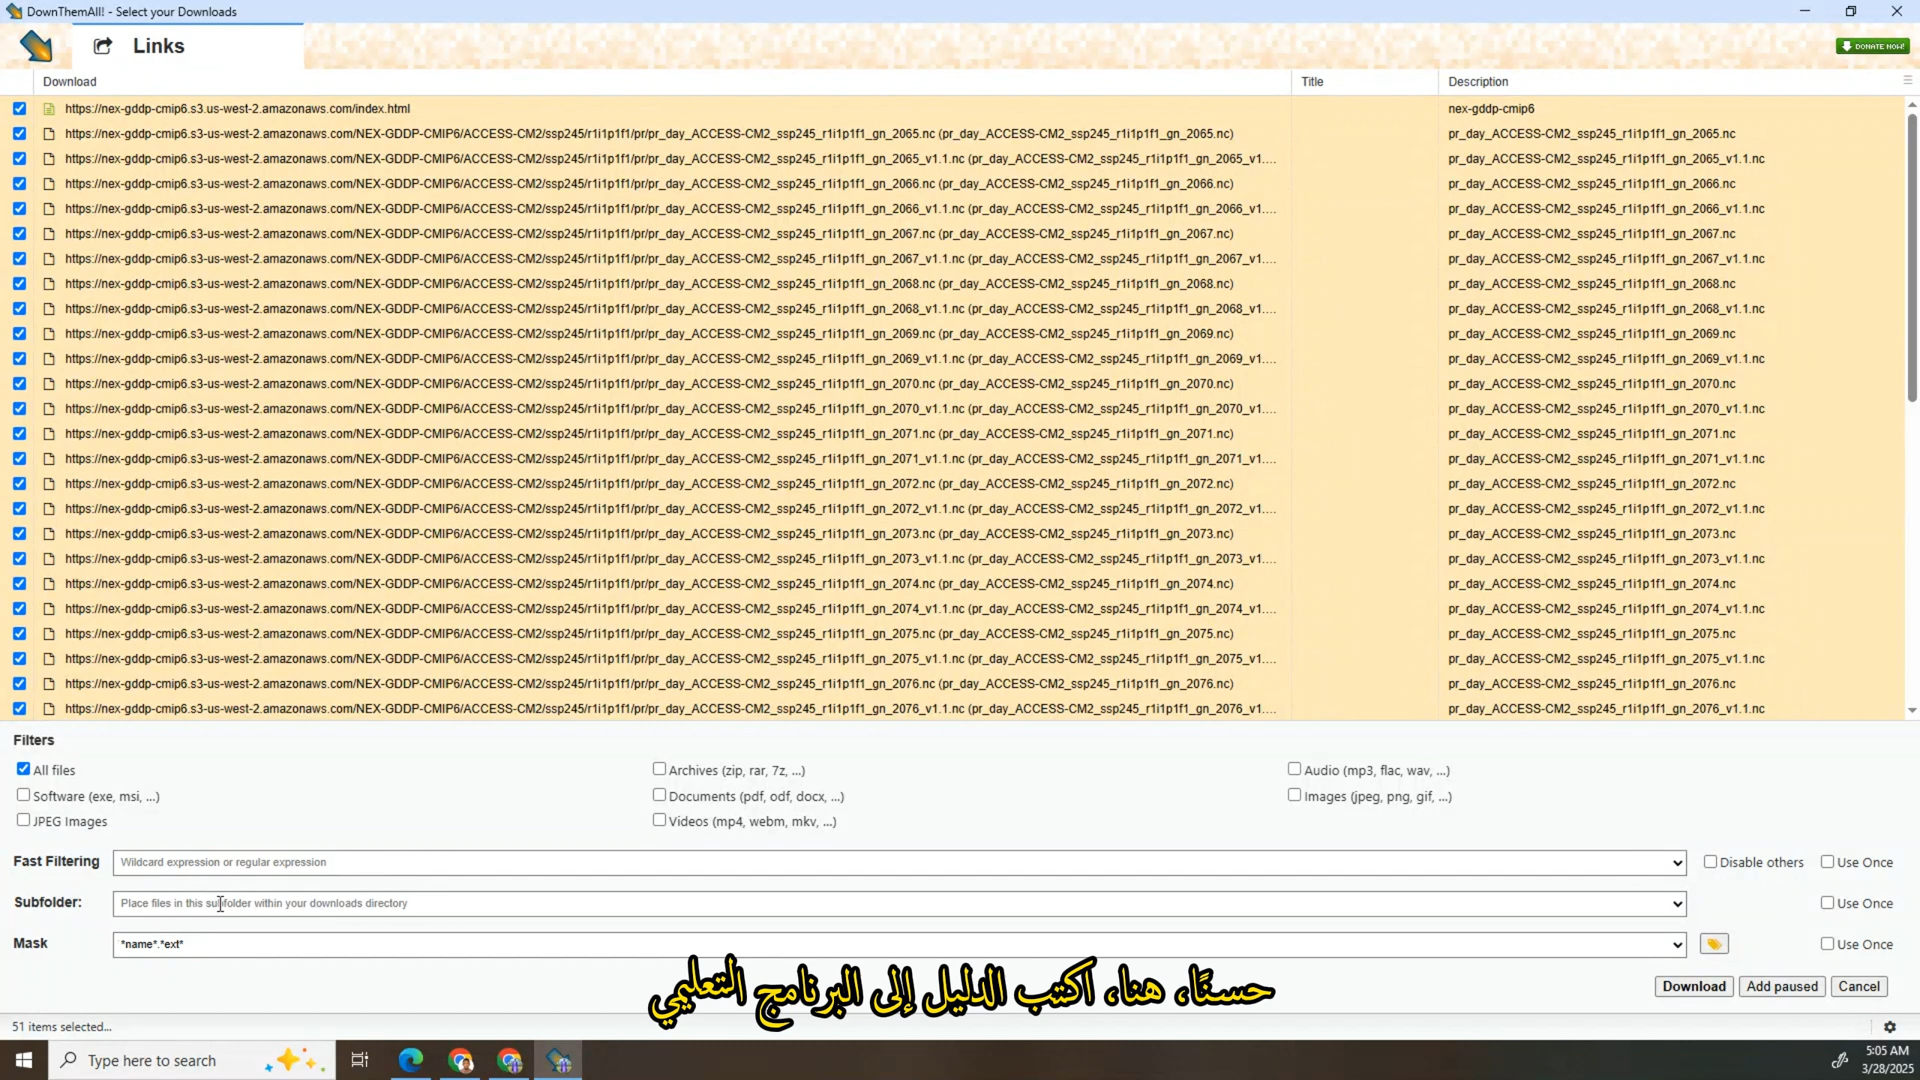 DownThemAll! - Select your Downloads
Links
DONATE NOW!
Download Title Description
https://nex-gddp-cmip6.s3.us-west-2.amazonaws.com/index.html nex-gddp-cmip6
https://nex-gddp-cmip6.s3-us-west-2.amazonaws.com/NEX-GDDP-CMIP6/ACCESS-CM2/ssp245/r1i1p1f1/pr/pr_day_ACCESS-CM2_ssp245_r1i1p1f1_gn_2065.nc (pr_day_ACCESS-CM2_ssp245_r1i1p1f1_gn_2065.nc) pr_day_ACCESS-CM2_ssp245_r1i1p1f1_gn_2065.nc
https://nex-gddp-cmip6.s3-us-west-2.amazonaws.com/NEX-GDDP-CMIP6/ACCESS-CM2/ssp245/r1i1p1f1/pr/pr_day_ACCESS-CM2_ssp245_r1i1p1f1_gn_2065_v1.1.nc (pr_day_ACCESS-CM2_ssp245_r1i1p1f1_gn_2065_v1.... pr_day_ACCESS-CM2_ssp245_r1i1p1f1_gn_2065_v1.1.nc
https://nex-gddp-cmip6.s3-us-west-2.amazonaws.com/NEX-GDDP-CMIP6/ACCESS-CM2/ssp245/r1i1p1f1/pr/pr_day_ACCESS-CM2_ssp245_r1i1p1f1_gn_2066.nc (pr_day_ACCESS-CM2_ssp245_r1i1p1f1_gn_2066.nc) pr_day_ACCESS-CM2_ssp245_r1i1p1f1_gn_2066.nc
https://nex-gddp-cmip6.s3-us-west-2.amazonaws.com/NEX-GDDP-CMIP6/ACCESS-CM2/ssp245/r1i1p1f1/pr/pr_day_ACCESS-CM2_ssp245_r1i1p1f1_gn_2066_v1.1.nc (pr_day_ACCESS-CM2_ssp245_r1i1p1f1_gn_2066_v1.... pr_day_ACCESS-CM2_ssp245_r1i1p1f1_gn_2066_v1.1.nc
https://nex-gddp-cmip6.s3-us-west-2.amazonaws.com/NEX-GDDP-CMIP6/ACCESS-CM2/ssp245/r1i1p1f1/pr/pr_day_ACCESS-CM2_ssp245_r1i1p1f1_gn_2067.nc (pr_day_ACCESS-CM2_ssp245_r1i1p1f1_gn_2067.nc) pr_day_ACCESS-CM2_ssp245_r1i1p1f1_gn_2067.nc
https://nex-gddp-cmip6.s3-us-west-2.amazonaws.com/NEX-GDDP-CMIP6/ACCESS-CM2/ssp245/r1i1p1f1/pr/pr_day_ACCESS-CM2_ssp245_r1i1p1f1_gn_2067_v1.1.nc (pr_day_ACCESS-CM2_ssp245_r1i1p1f1_gn_2067_v1.... pr_day_ACCESS-CM2_ssp245_r1i1p1f1_gn_2067_v1.1.nc
https://nex-gddp-cmip6.s3-us-west-2.amazonaws.com/NEX-GDDP-CMIP6/ACCESS-CM2/ssp245/r1i1p1f1/pr/pr_day_ACCESS-CM2_ssp245_r1i1p1f1_gn_2068.nc (pr_day_ACCESS-CM2_ssp245_r1i1p1f1_gn_2068.nc) pr_day_ACCESS-CM2_ssp245_r1i1p1f1_gn_2068.nc
https://nex-gddp-cmip6.s3-us-west-2.amazonaws.com/NEX-GDDP-CMIP6/ACCESS-CM2/ssp245/r1i1p1f1/pr/pr_day_ACCESS-CM2_ssp245_r1i1p1f1_gn_2068_v1.1.nc (pr_day_ACCESS-CM2_ssp245_r1i1p1f1_gn_2068_v1.... pr_day_ACCESS-CM2_ssp245_r1i1p1f1_gn_2068_v1.1.nc
https://nex-gddp-cmip6.s3-us-west-2.amazonaws.com/NEX-GDDP-CMIP6/ACCESS-CM2/ssp245/r1i1p1f1/pr/pr_day_ACCESS-CM2_ssp245_r1i1p1f1_gn_2069.nc (pr_day_ACCESS-CM2_ssp245_r1i1p1f1_gn_2069.nc) pr_day_ACCESS-CM2_ssp245_r1i1p1f1_gn_2069.nc
https://nex-gddp-cmip6.s3-us-west-2.amazonaws.com/NEX-GDDP-CMIP6/ACCESS-CM2/ssp245/r1i1p1f1/pr/pr_day_ACCESS-CM2_ssp245_r1i1p1f1_gn_2069_v1.1.nc (pr_day_ACCESS-CM2_ssp245_r1i1p1f1_gn_2069_v1.... pr_day_ACCESS-CM2_ssp245_r1i1p1f1_gn_2069_v1.1.nc
https://nex-gddp-cmip6.s3-us-west-2.amazonaws.com/NEX-GDDP-CMIP6/ACCESS-CM2/ssp245/r1i1p1f1/pr/pr_day_ACCESS-CM2_ssp245_r1i1p1f1_gn_2070.nc (pr_day_ACCESS-CM2_ssp245_r1i1p1f1_gn_2070.nc) pr_day_ACCESS-CM2_ssp245_r1i1p1f1_gn_2070.nc
https://nex-gddp-cmip6.s3-us-west-2.amazonaws.com/NEX-GDDP-CMIP6/ACCESS-CM2/ssp245/r1i1p1f1/pr/pr_day_ACCESS-CM2_ssp245_r1i1p1f1_gn_2070_v1.1.nc (pr_day_ACCESS-CM2_ssp245_r1i1p1f1_gn_2070_v1.... pr_day_ACCESS-CM2_ssp245_r1i1p1f1_gn_2070_v1.1.nc
https://nex-gddp-cmip6.s3-us-west-2.amazonaws.com/NEX-GDDP-CMIP6/ACCESS-CM2/ssp245/r1i1p1f1/pr/pr_day_ACCESS-CM2_ssp245_r1i1p1f1_gn_2071.nc (pr_day_ACCESS-CM2_ssp245_r1i1p1f1_gn_2071.nc) pr_day_ACCESS-CM2_ssp245_r1i1p1f1_gn_2071.nc
https://nex-gddp-cmip6.s3-us-west-2.amazonaws.com/NEX-GDDP-CMIP6/ACCESS-CM2/ssp245/r1i1p1f1/pr/pr_day_ACCESS-CM2_ssp245_r1i1p1f1_gn_2071_v1.1.nc (pr_day_ACCESS-CM2_ssp245_r1i1p1f1_gn_2071_v1.... pr_day_ACCESS-CM2_ssp245_r1i1p1f1_gn_2071_v1.1.nc
https://nex-gddp-cmip6.s3-us-west-2.amazonaws.com/NEX-GDDP-CMIP6/ACCESS-CM2/ssp245/r1i1p1f1/pr/pr_day_ACCESS-CM2_ssp245_r1i1p1f1_gn_2072.nc (pr_day_ACCESS-CM2_ssp245_r1i1p1f1_gn_2072.nc) pr_day_ACCESS-CM2_ssp245_r1i1p1f1_gn_2072.nc
https://nex-gddp-cmip6.s3-us-west-2.amazonaws.com/NEX-GDDP-CMIP6/ACCESS-CM2/ssp245/r1i1p1f1/pr/pr_day_ACCESS-CM2_ssp245_r1i1p1f1_gn_2072_v1.1.nc (pr_day_ACCESS-CM2_ssp245_r1i1p1f1_gn_2072_v1.... pr_day_ACCESS-CM2_ssp245_r1i1p1f1_gn_2072_v1.1.nc
https://nex-gddp-cmip6.s3-us-west-2.amazonaws.com/NEX-GDDP-CMIP6/ACCESS-CM2/ssp245/r1i1p1f1/pr/pr_day_ACCESS-CM2_ssp245_r1i1p1f1_gn_2073.nc (pr_day_ACCESS-CM2_ssp245_r1i1p1f1_gn_2073.nc) pr_day_ACCESS-CM2_ssp245_r1i1p1f1_gn_2073.nc
https://nex-gddp-cmip6.s3-us-west-2.amazonaws.com/NEX-GDDP-CMIP6/ACCESS-CM2/ssp245/r1i1p1f1/pr/pr_day_ACCESS-CM2_ssp245_r1i1p1f1_gn_2073_v1.1.nc (pr_day_ACCESS-CM2_ssp245_r1i1p1f1_gn_2073_v1.... pr_day_ACCESS-CM2_ssp245_r1i1p1f1_gn_2073_v1.1.nc
https://nex-gddp-cmip6.s3-us-west-2.amazonaws.com/NEX-GDDP-CMIP6/ACCESS-CM2/ssp245/r1i1p1f1/pr/pr_day_ACCESS-CM2_ssp245_r1i1p1f1_gn_2074.nc (pr_day_ACCESS-CM2_ssp245_r1i1p1f1_gn_2074.nc) pr_day_ACCESS-CM2_ssp245_r1i1p1f1_gn_2074.nc
https://nex-gddp-cmip6.s3-us-west-2.amazonaws.com/NEX-GDDP-CMIP6/ACCESS-CM2/ssp245/r1i1p1f1/pr/pr_day_ACCESS-CM2_ssp245_r1i1p1f1_gn_2074_v1.1.nc (pr_day_ACCESS-CM2_ssp245_r1i1p1f1_gn_2074_v1.... pr_day_ACCESS-CM2_ssp245_r1i1p1f1_gn_2074_v1.1.nc
https://nex-gddp-cmip6.s3-us-west-2.amazonaws.com/NEX-GDDP-CMIP6/ACCESS-CM2/ssp245/r1i1p1f1/pr/pr_day_ACCESS-CM2_ssp245_r1i1p1f1_gn_2075.nc (pr_day_ACCESS-CM2_ssp245_r1i1p1f1_gn_2075.nc) pr_day_ACCESS-CM2_ssp245_r1i1p1f1_gn_2075.nc
https://nex-gddp-cmip6.s3-us-west-2.amazonaws.com/NEX-GDDP-CMIP6/ACCESS-CM2/ssp245/r1i1p1f1/pr/pr_day_ACCESS-CM2_ssp245_r1i1p1f1_gn_2075_v1.1.nc (pr_day_ACCESS-CM2_ssp245_r1i1p1f1_gn_2075_v1.... pr_day_ACCESS-CM2_ssp245_r1i1p1f1_gn_2075_v1.1.nc
https://nex-gddp-cmip6.s3-us-west-2.amazonaws.com/NEX-GDDP-CMIP6/ACCESS-CM2/ssp245/r1i1p1f1/pr/pr_day_ACCESS-CM2_ssp245_r1i1p1f1_gn_2076.nc (pr_day_ACCESS-CM2_ssp245_r1i1p1f1_gn_2076.nc) pr_day_ACCESS-CM2_ssp245_r1i1p1f1_gn_2076.nc
https://nex-gddp-cmip6.s3-us-west-2.amazonaws.com/NEX-GDDP-CMIP6/ACCESS-CM2/ssp245/r1i1p1f1/pr/pr_day_ACCESS-CM2_ssp245_r1i1p1f1_gn_2076_v1.1.nc (pr_day_ACCESS-CM2_ssp245_r1i1p1f1_gn_2076_v1.... pr_day_ACCESS-CM2_ssp245_r1i1p1f1_gn_2076_v1.1.nc
Filters
All files Archives (zip, rar, 7z, ...) Audio (mp3, flac, wav, ...)
Software (exe, msi, ...) Documents (pdf, odf, docx, ...) Images (jpeg, png, gif, ...)
JPEG Images Videos (mp4, webm, mkv, ...)
Fast Filtering Wildcard expression or regular expression Disable others Use Once
Subfolder: Place files in this subfolder within your downloads directory Use Once
Mask *name*.*ext* Use Once
حسنًا، هنا، اكتب الدليل إلى البرنامج التعليمي
Download Add paused Cancel
51 items selected...
Type here to search
5:05 AM
3/28/2025